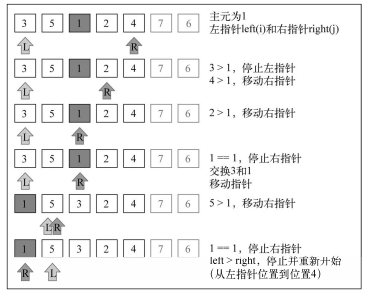 3 5 1 2 4 7 6
主元为1
左指针left(i)和右指针right(j)
L R
3 5 1 2 4 7 6
3 > 1，停止左指针
4 > 1，移动右指针
L R
3 5 1 2 4 7 6
2 > 1，移动右指针
L R
3 5 1 2 4 7 6
1 == 1，停止右指针
交换3和1
移动指针
L R
1 5 3 2 4 7 6
5 > 1，移动右指针
L R
1 5 3 2 4 7 6
1 == 1，停止右指针
left > right，停止并重新开始
（从左指针位置到位置4）
R L